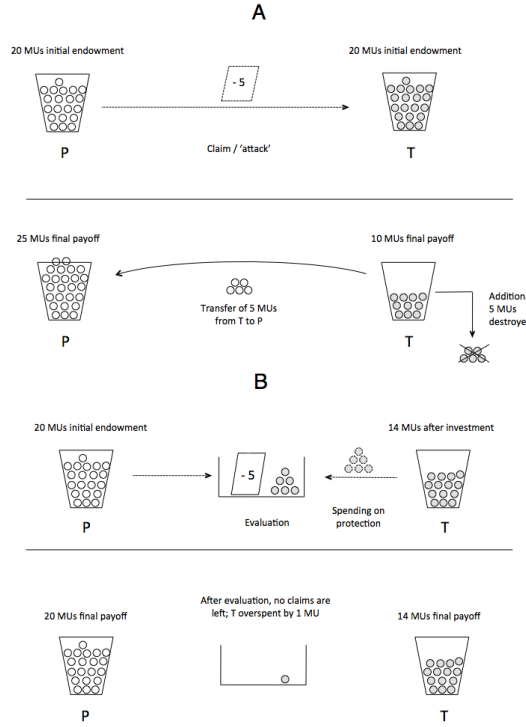 A
20 MUs initial endowment
20 MUs initial endowment
- 5
P
Claim / 'attack'
T
25 MUs final payoff
10 MUs final payoff
Transfer of 5 MUs
from T to P
Addition
5 MUs
destroye
P
T
B
20 MUs initial endowment
14 MUs after investment
- 5
Evaluation
Spending on
protection
P
T
20 MUs final payoff
After evaluation, no claims are
left; T overspent by 1 MU
14 MUs final payoff
P
T